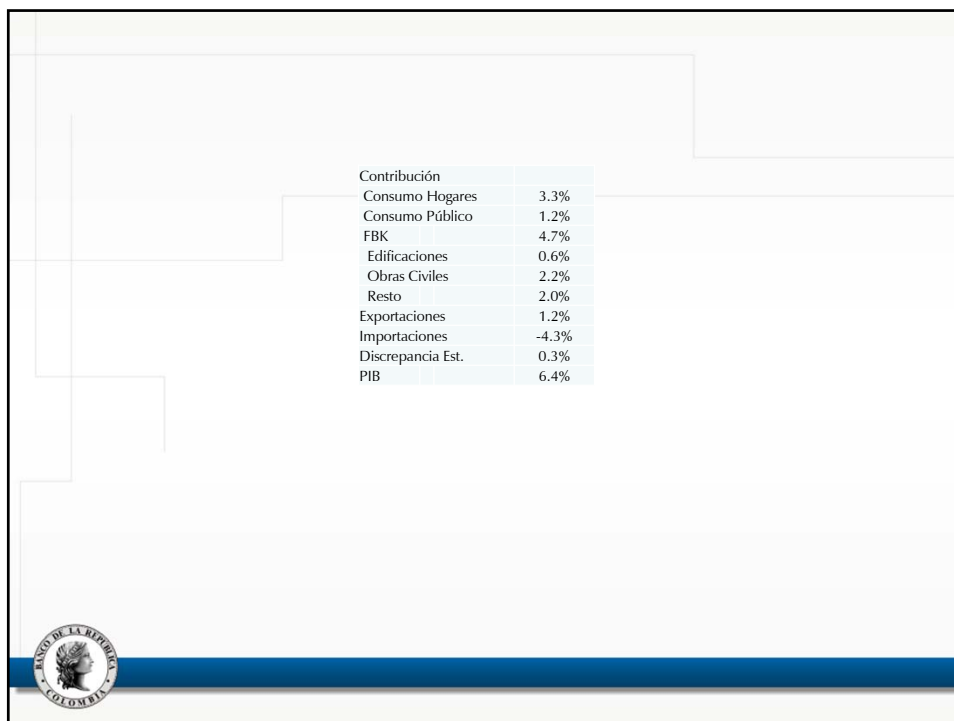 Contribución
Consumo Hogares 3.3%
Consumo Público 1.2%
FBK 4.7%
Edificaciones 0.6%
Obras Civiles 2.2%
Resto 2.0%
Exportaciones 1.2%
Importaciones -4.3%
Discrepancia Est. 0.3%
PIB 6.4%
BANCO DE LA REPUBLICA
COLOMBIA